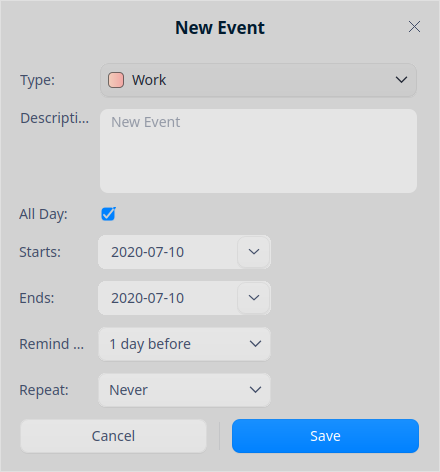 New Event
Type: Work
Descripti... New Event
All Day:
Starts: 2020-07-10
Ends: 2020-07-10
Remind ... 1 day before
Repeat: Never
Cancel Save